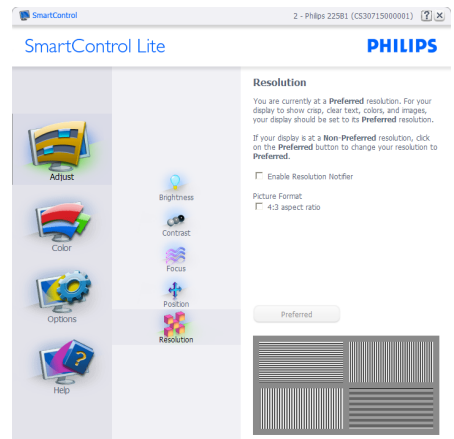 SmartControl
2 - Philips 225B1 (CS30715000001)
?
X
SmartControl Lite
PHILIPS
Resolution
You are currently at a Preferred resolution. For your
display to show crisp, clear text, colors, and images,
your display should be set to its Preferred resolution.
If your display is at a Non-Preferred resolution, click
on the Preferred button to change your resolution to
Preferred.
Enable Resolution Notifier
Picture Format
4:3 aspect ratio
Preferred
Adjust
Color
Options
?
Help
Brightness
Contrast
Focus
Position
Resolution